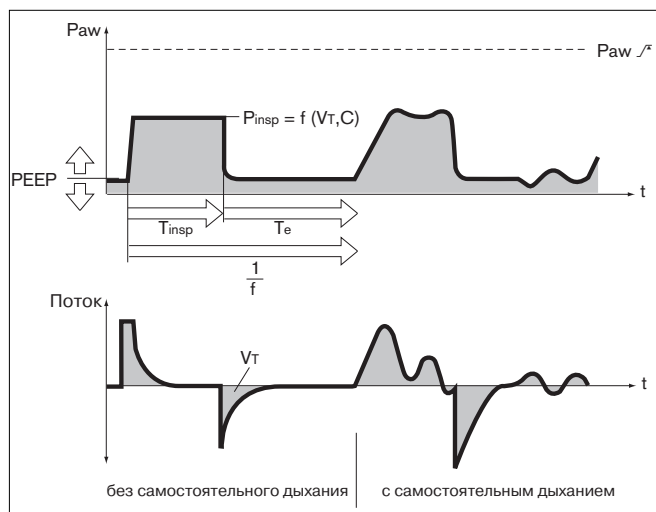 Paw
Paw
Pinsp = f (VT,C)
PEEP
t
Tinsp
Te
1
f
Поток
VT
t
без самостоятельного дыхания
с самостоятельным дыханием